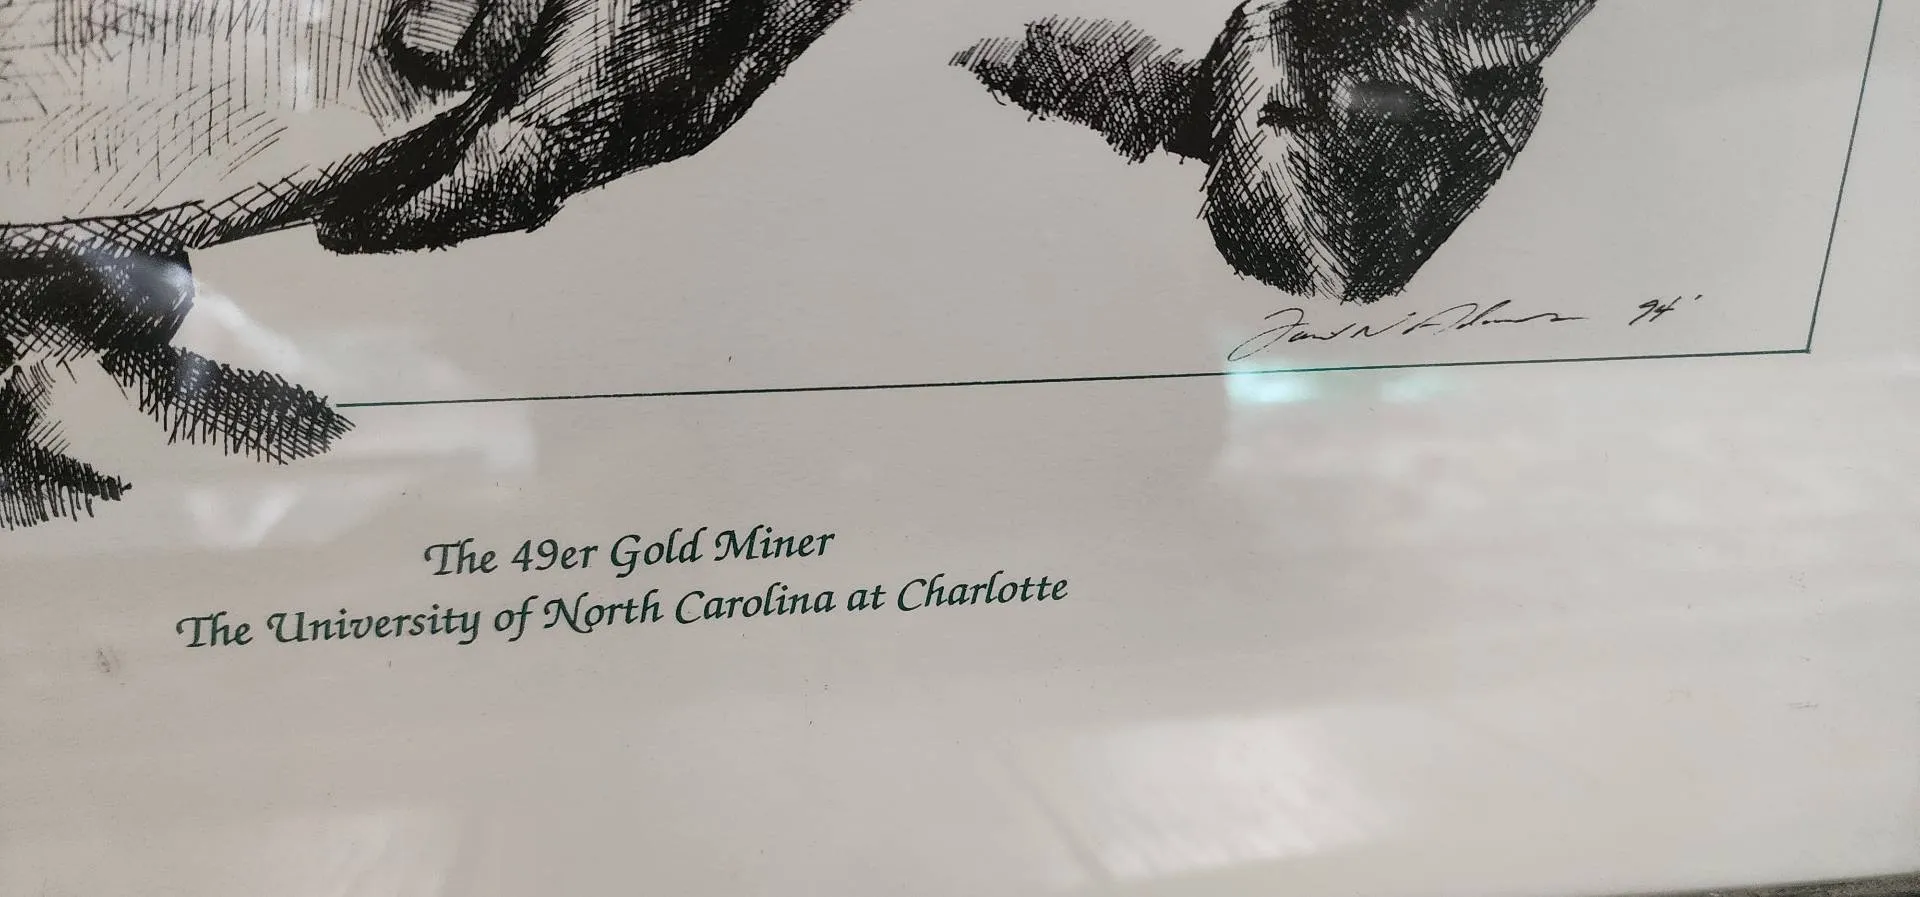 94'
The 49er Gold Miner
The University of North Carolina at Charlotte